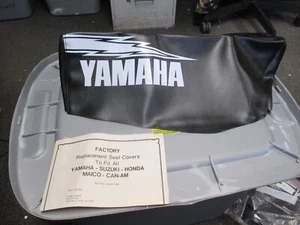 YAMAHA
FACTORY
Replacement Seat Covers
To Fit All
YAMAHA - SUZUKI - HONDA
MAICO - CAN-AM